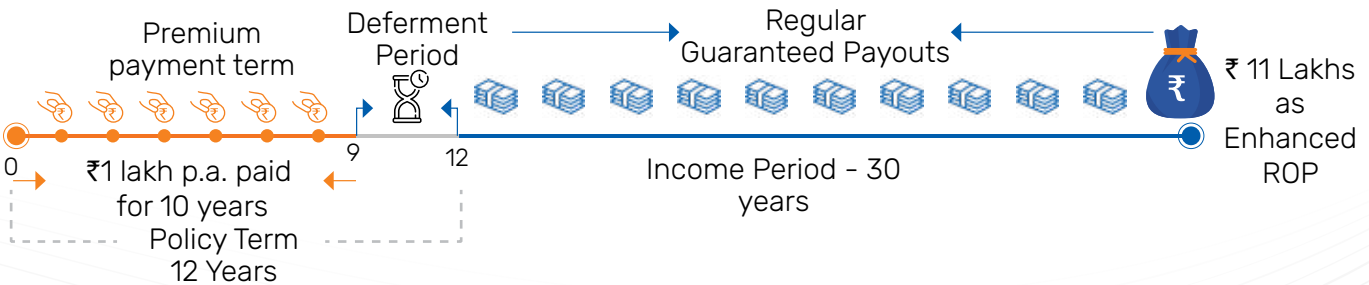 Premium
payment term
Deferment
Period
Regular
Guaranteed Payouts
₹ 11 Lakhs
as
Enhanced
ROP
0
9
12
₹1 lakh p.a. paid
for 10 years
Income Period - 30
years
Policy Term
12 Years